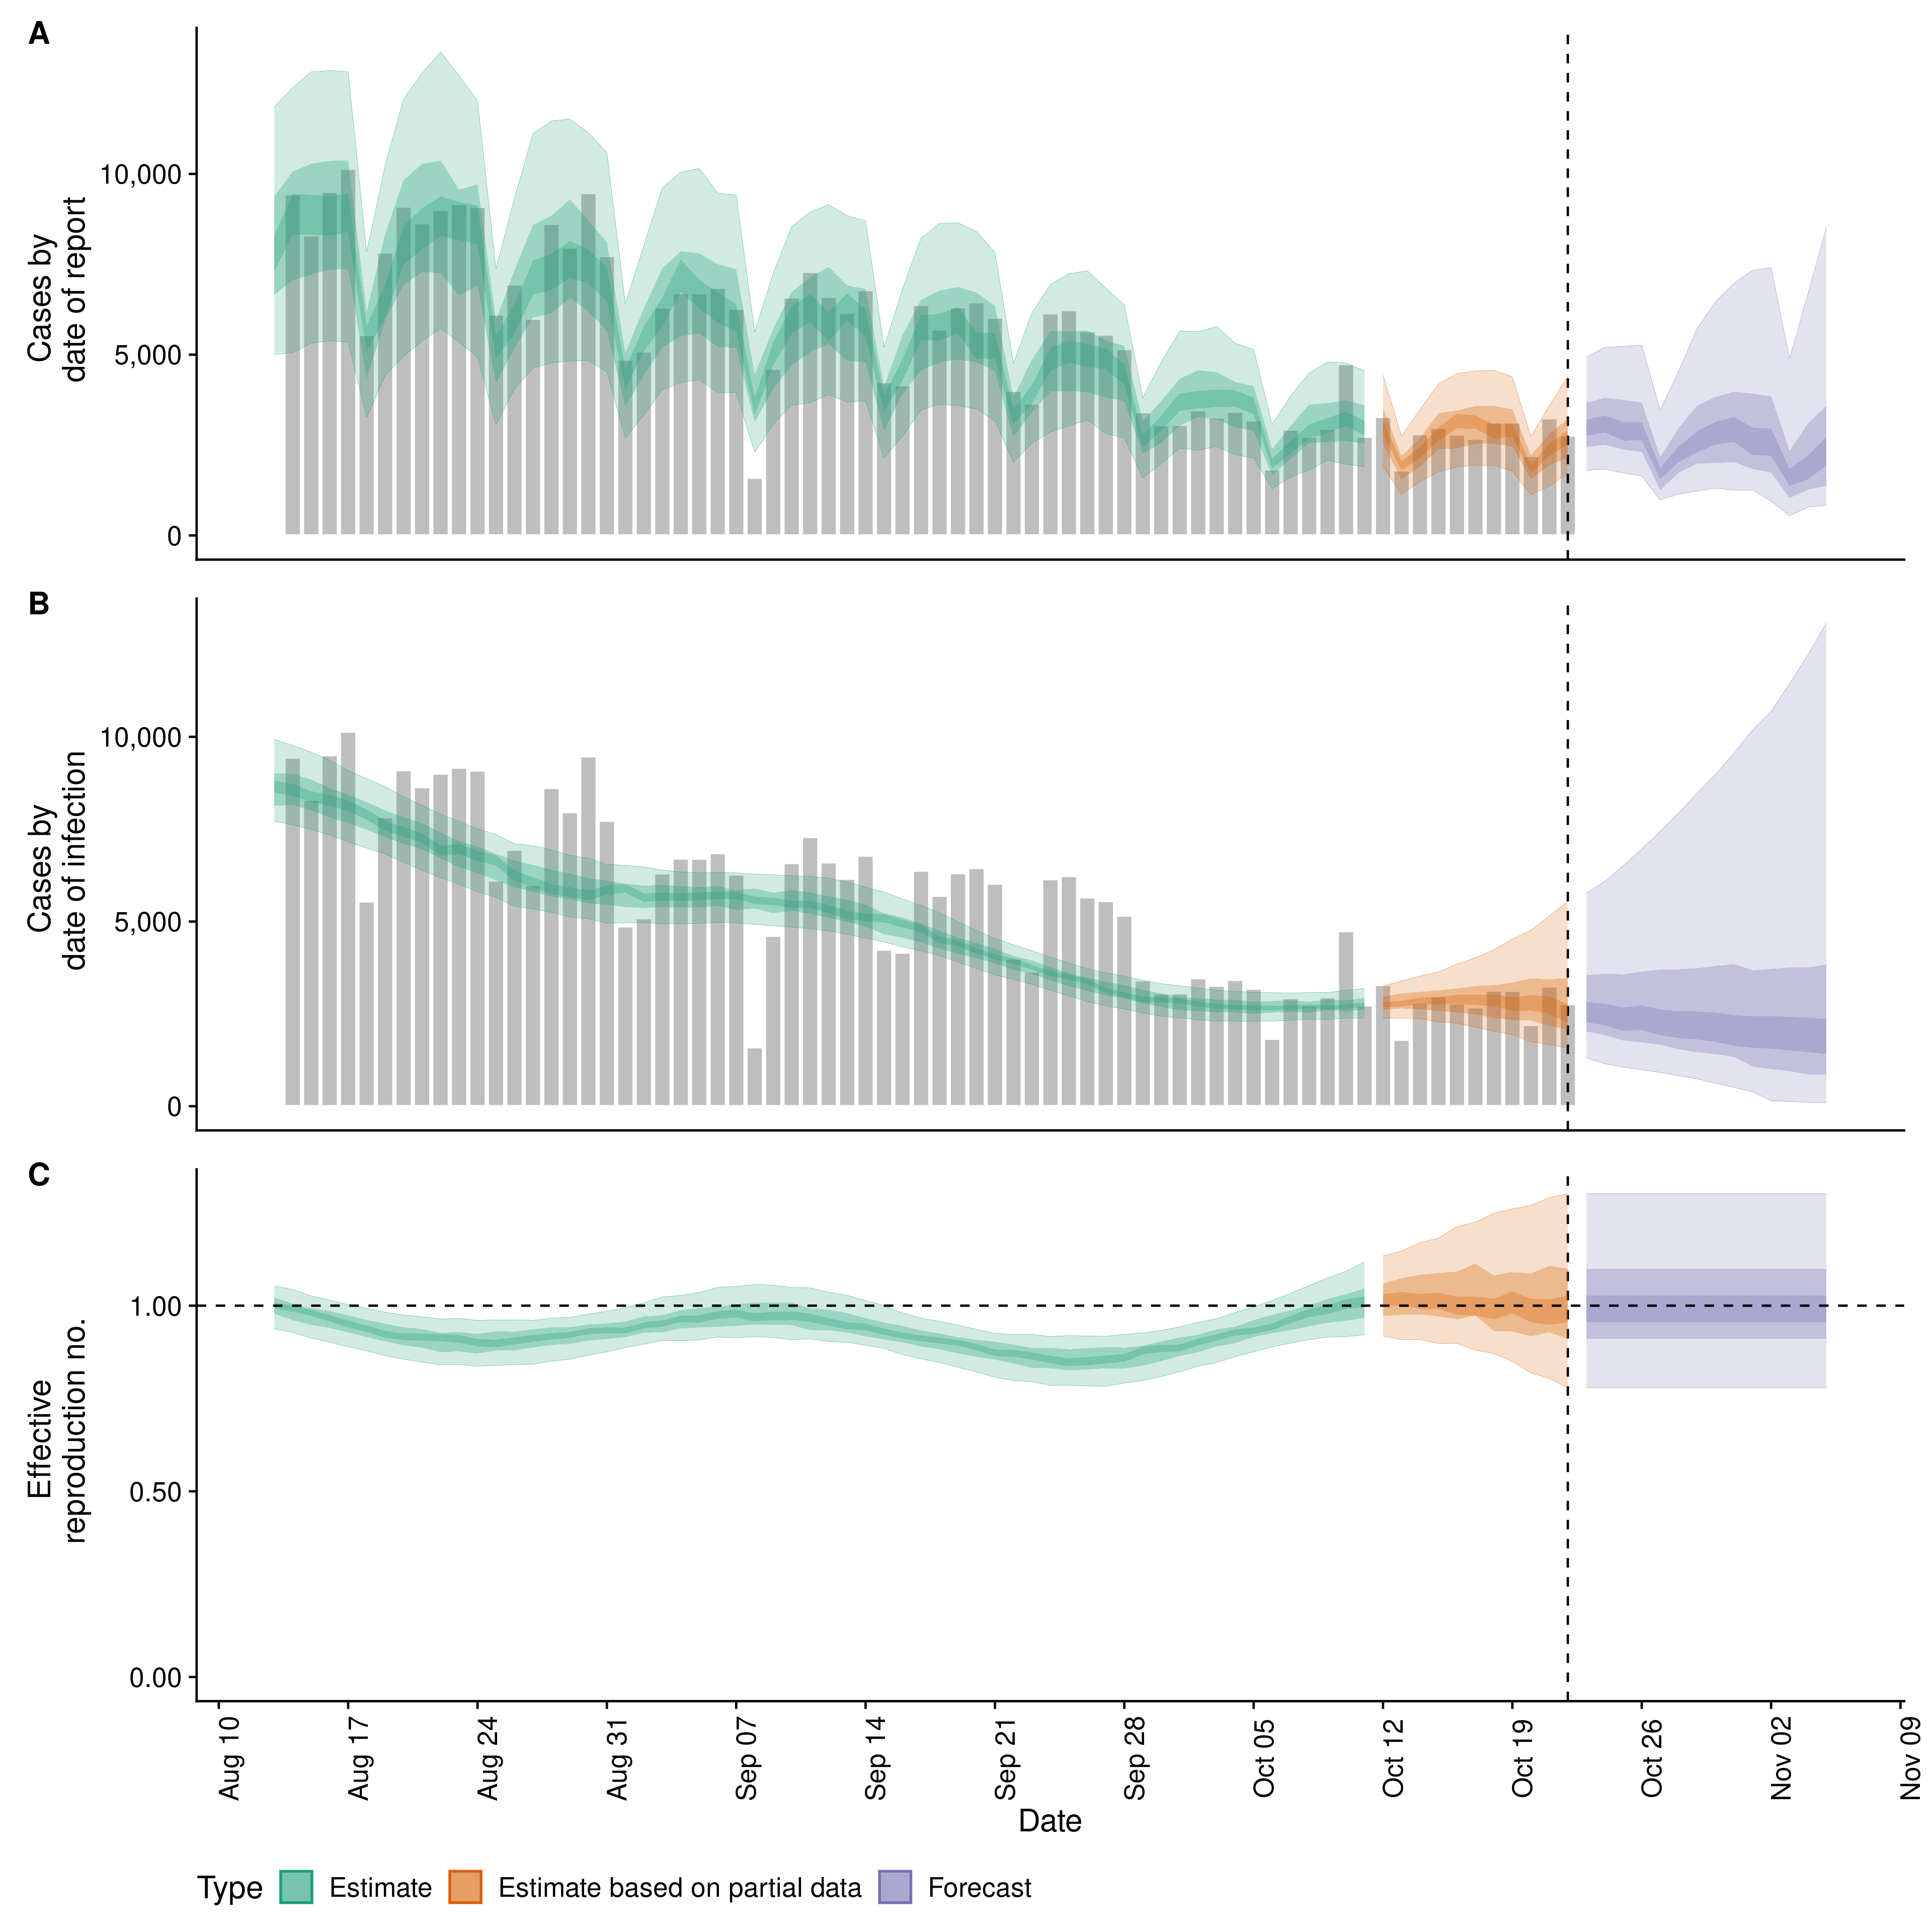 A
Cases by
date of report
10,000
5,000
0
B
Cases by
date of infection
10,000
5,000
0
C
Effective
reproduction no.
1.00
0.50
0.00
Aug 10
Aug 17
Aug 24
Aug 31
Sep 07
Sep 14
Sep 21
Sep 28
Oct 05
Oct 12
Oct 19
Oct 26
Nov 02
Nov 09
Date
Type Estimate Estimate based on partial data Forecast